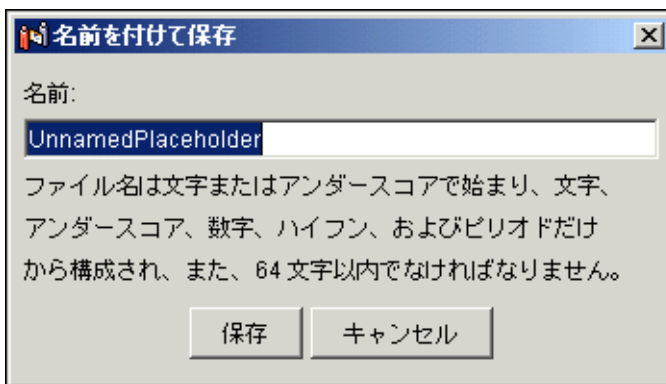 名前を付けて保存
名前:
UnnamedPlaceholder
ファイル名は文字またはアンダースコアで始まり、文字、
アンダースコア、数字、ハイフン、およびピリオドだけ
から構成され、また、64 文字以内でなければなりません。
保存 キャンセル